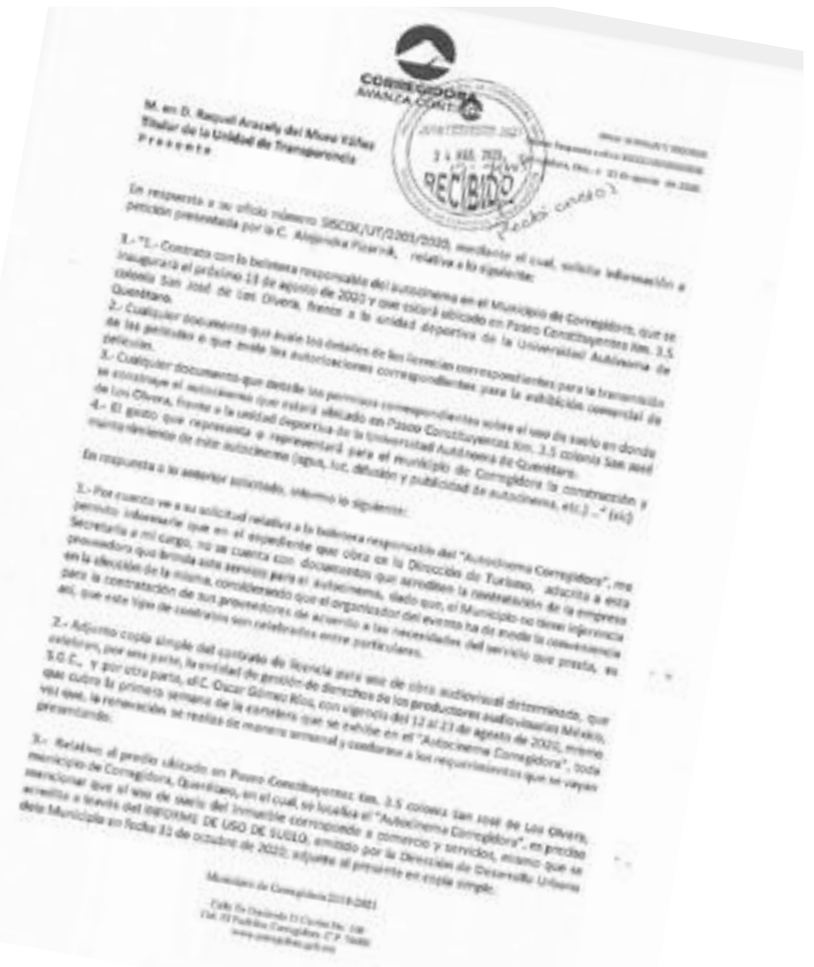 CORREGIDORA
AVANZA CONT
M. en D. Raquel Aracely del Muro Yáñez
Titular de la Unidad de Transparencia
Presente
RECIBIDO
Recibí anexo 1
En respuesta a su oficio número mediante el cual, solicita información a
petición presentada por la C. Alejandra relativa a lo siguiente:
1.- "1.- Contrato con la boletera responsable del autocinema en el Municipio de Corregidora, que se
inaugurará el próximo 13 de agosto de 2020 y que estará ubicado en Paseo Constituyentes Km. 3.5
colonia San José de Los Olvera, frente a la unidad deportiva de la Universidad Autónoma de
Querétaro.
2.- Cualquier documento que avale los detalles de las licencias correspondientes para la transmisión
de las películas o que avale las autorizaciones correspondientes para la exhibición comercial de
películas.
3.- Cualquier documento que detalle los permisos correspondientes sobre el uso de suelo en donde
se construye el autocinema que estará ubicado en Paseo Constituyentes Km. 3.5 colonia San José
de Los Olvera, frente a la unidad deportiva de la Universidad Autónoma de Querétaro.
4.- El gasto que representa o representará para el municipio de Corregidora la construcción y
mantenimiento de este autocinema (agua, luz, difusión y publicidad de autocinema, etc.) ..." (sic)
En respuesta a lo anterior solicitado, informo lo siguiente:
1.- Por cuanto ve a su solicitud relativa a la boletera responsable del "Autocinema Corregidora", me
permito informarle que en el expediente que obra en la Dirección de Turismo, adscrita a esta
Secretaría a mi cargo, no se cuenta con documentos que acrediten la contratación de la empresa
proveedora que brinda este servicio para el autocinema, dado que, el Municipio no tiene injerencia
en la elección de la misma, considerando que el organizador del evento ha de modo la conveniencia
para la contratación de sus proveedores de acuerdo a las necesidades del servicio que presta, es
así, que este tipo de contratos son celebrados entre particulares.
2.- Adjunto copia simple del contrato de licencia para uso de obra audiovisual determinada, que
celebran, por una parte, la entidad de gestión de derechos de los productores audiovisuales México,
S.G.C., y por otra parte, el C. Oscar Gómez Ríos, con vigencia del 12 al 23 de agosto de 2020, mismo
que cubre la primera semana de la cartelera que se exhibe en el "Autocinema Corregidora", toda
vez que, la renovación se realiza de manera semanal y conforme a los requerimientos que se vayan
presentando.
3.- Relativo al predio ubicado en Paseo Constituyentes Km. 3.5 colonia San José de Los Olvera,
municipio de Corregidora, Querétaro, en el cual, se localiza el "Autocinema Corregidora", es preciso
mencionar que el uso de suelo del inmueble corresponde a comercio y servicios, mismo que se
acredita a través del INFORME DE USO DE SUELO, emitido por la Dirección de Desarrollo Urbano
del Municipio en fecha 31 de octubre de adjunto al presente en copia simple.
Municipio de Corregidora 2018-2021